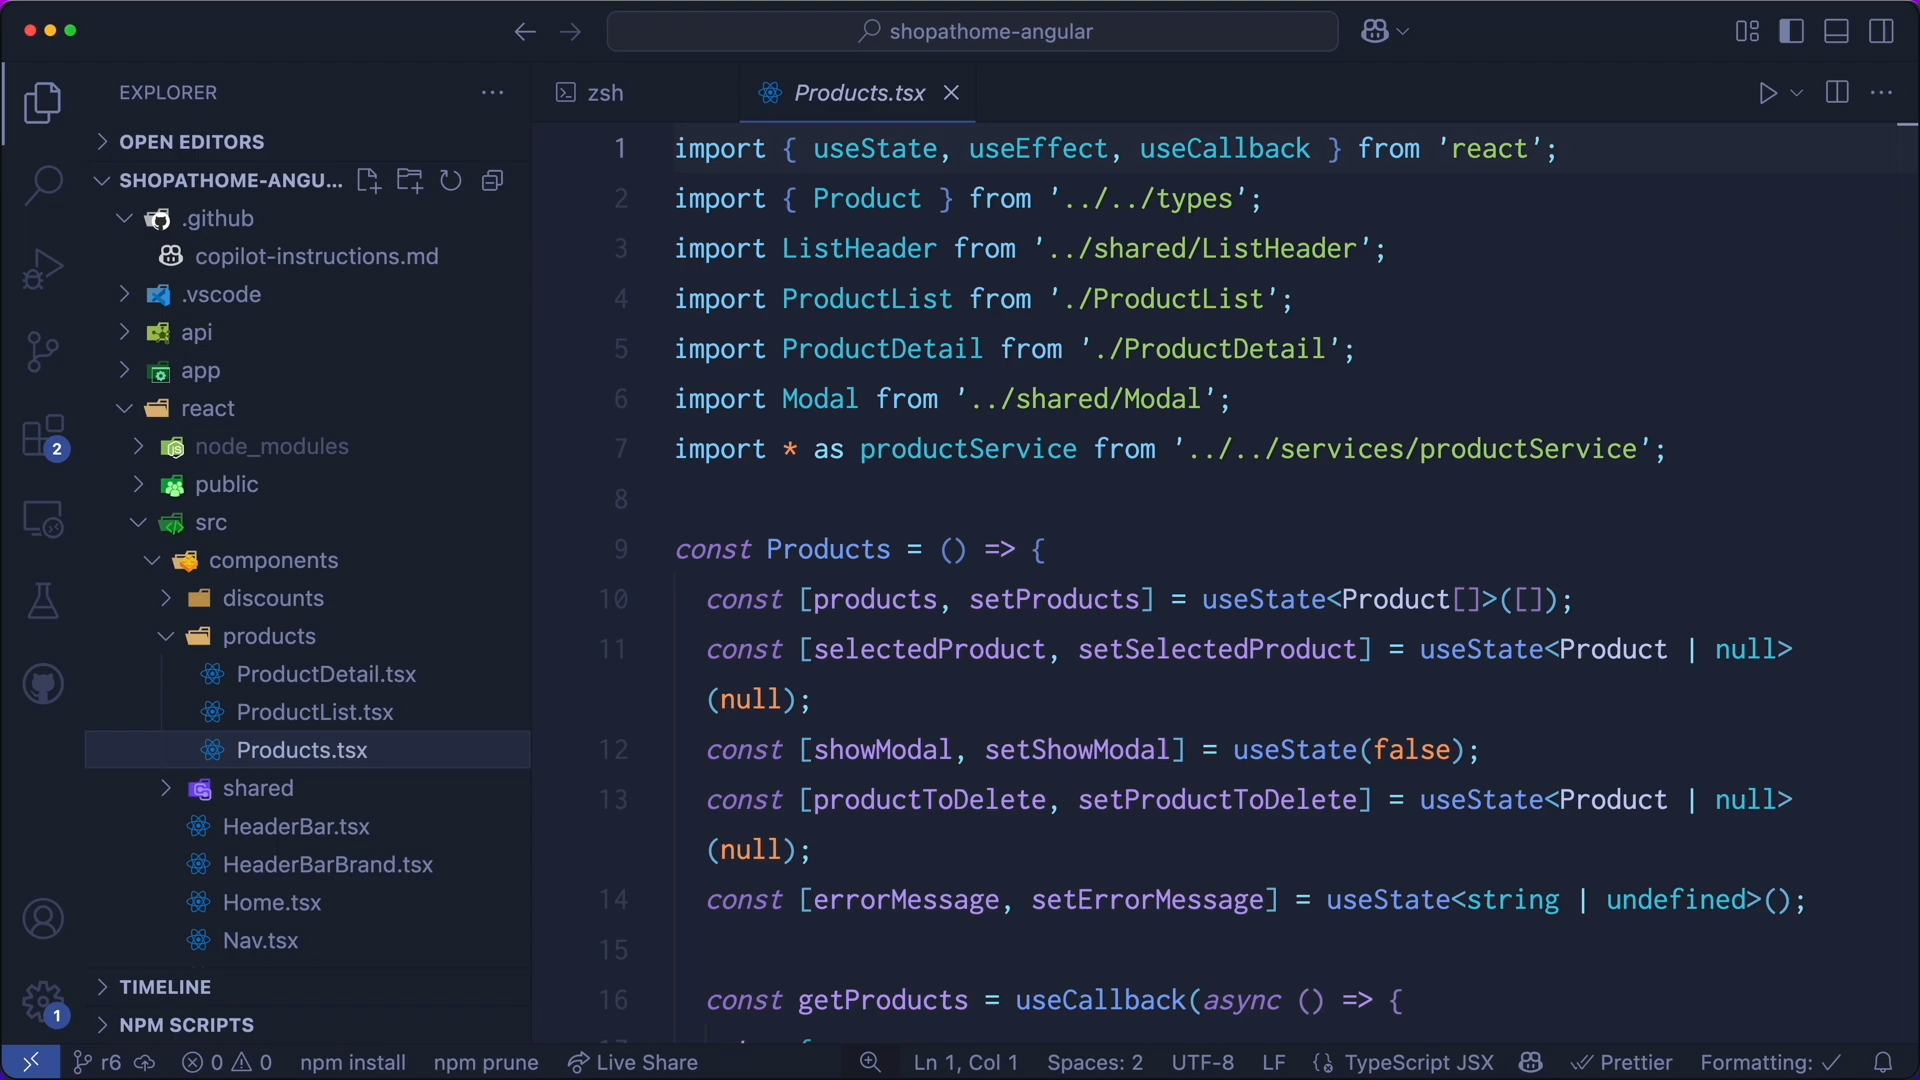 shopathome-angular
EXPLORER
OPEN EDITORS
SHOPATHOME-ANGU...
.github
copilot-instructions.md
.vscode
api
app
react
node_modules
public
src
components
discounts
products
ProductDetail.tsx
ProductList.tsx
Products.tsx
shared
HeaderBar.tsx
HeaderBarBrand.tsx
Home.tsx
Nav.tsx
TIMELINE
NPM SCRIPTS
2
1
zsh
Products.tsx
1 import { useState, useEffect, useCallback } from 'react';
2 import { Product } from '../../types';
3 import ListHeader from '../shared/ListHeader';
4 import ProductList from './ProductList';
5 import ProductDetail from './ProductDetail';
6 import Modal from '../shared/Modal';
7 import * as productService from '../../services/productService';
8
9 const Products = () => {
10 const [products, setProducts] = useState<Product[]>([]);
11 const [selectedProduct, setSelectedProduct] = useState<Product | null>
(null);
12 const [showModal, setShowModal] = useState(false);
13 const [productToDelete, setProductToDelete] = useState<Product | null>
(null);
14 const [errorMessage, setErrorMessage] = useState<string | undefined>();
15
16 const getProducts = useCallback(async () => {
r6 0 0 npm install npm prune Live Share Ln 1, Col 1 Spaces: 2 UTF-8 LF {} TypeScript JSX Prettier Formatting: ✓